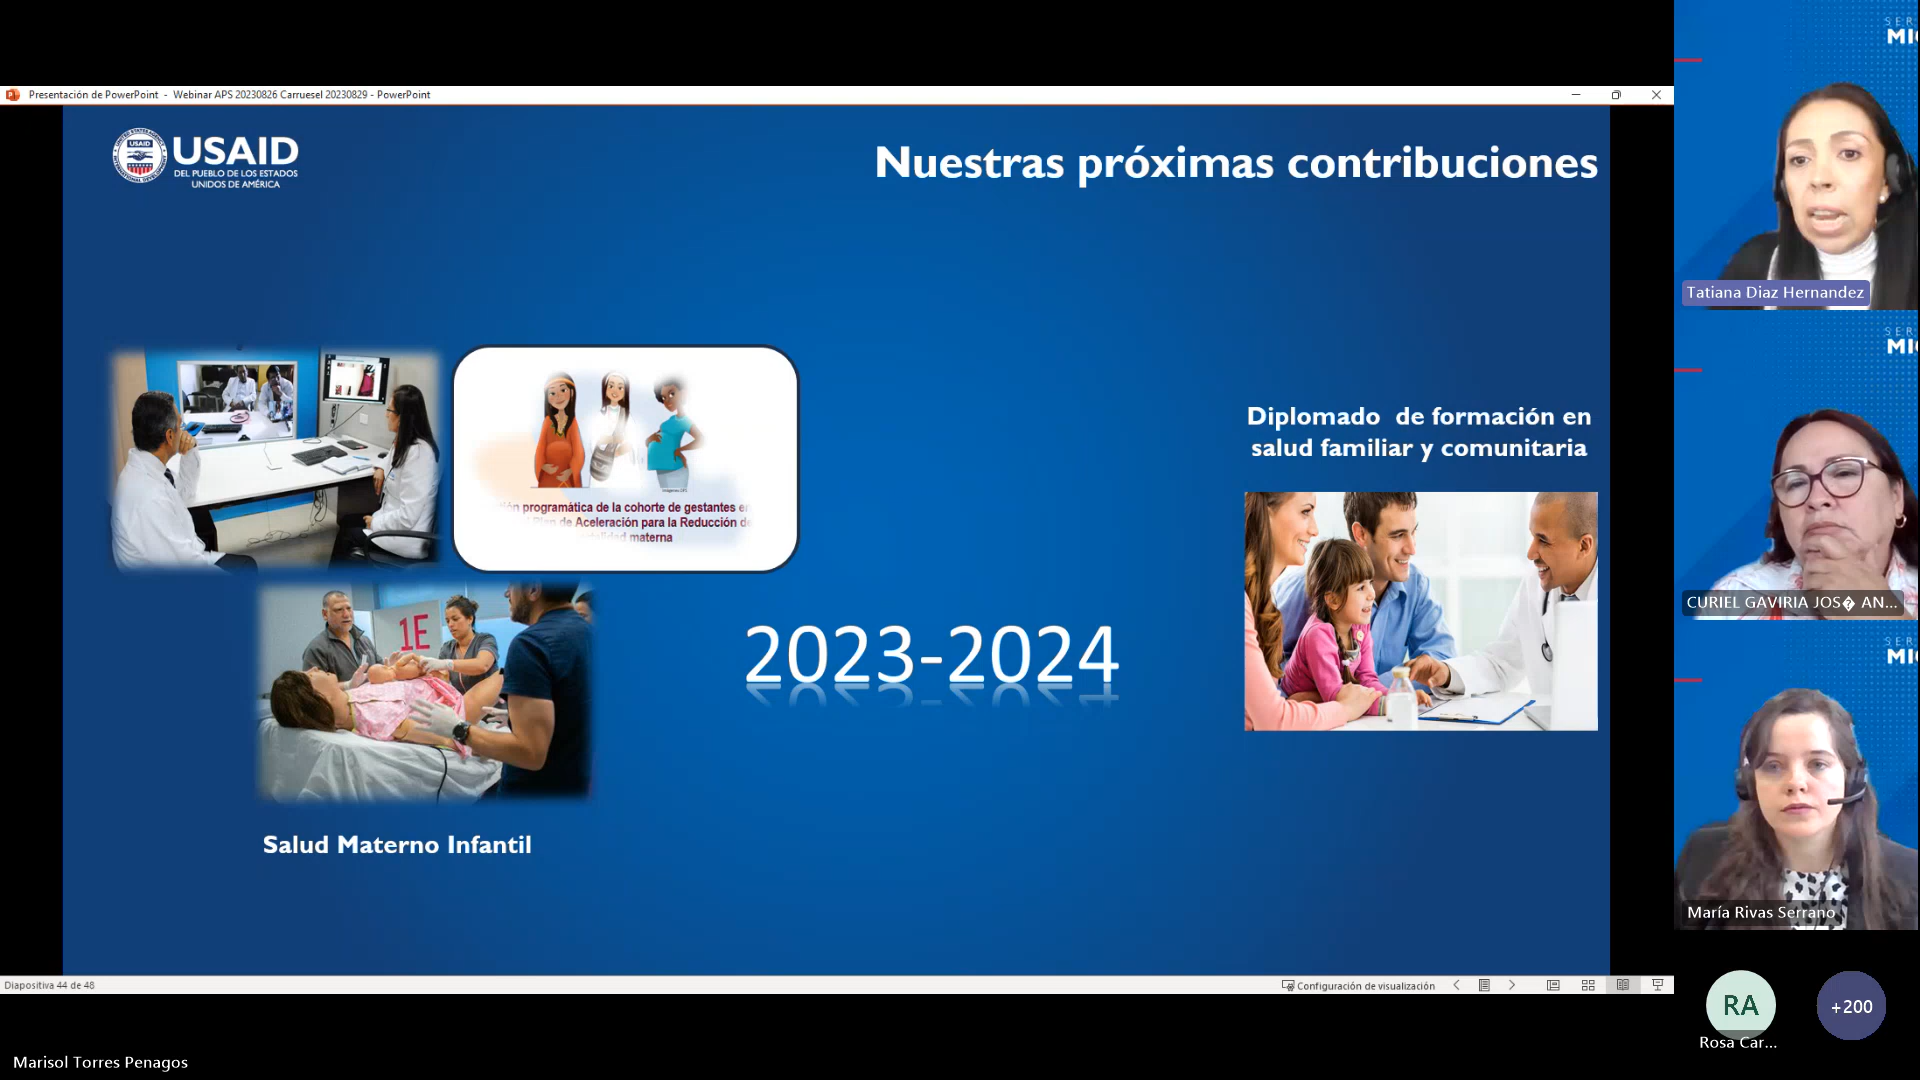 Presentación de PowerPoint - Webinar APS 20230826 Carruesel 20230829 - PowerPoint
USAID
USAID
DEL PUEBLO DE LOS ESTADOS
UNIDOS DE AMÉRICA
Nuestras próximas contribuciones
programática de la cohorte de gestantes
Plan de Aceleración para la Reducción de
materna
1E
Salud Materno Infantil
2023-2024
Diplomado de formación en
salud familiar y comunitaria
Diapositiva 44 de 48
Configuración de visualización
Marisol Torres Penagos
Tatiana Diaz Hernandez
CURIEL GAVIRIA JOS� AN...
María Rivas Serrano
RA
Rosa Car...
+200